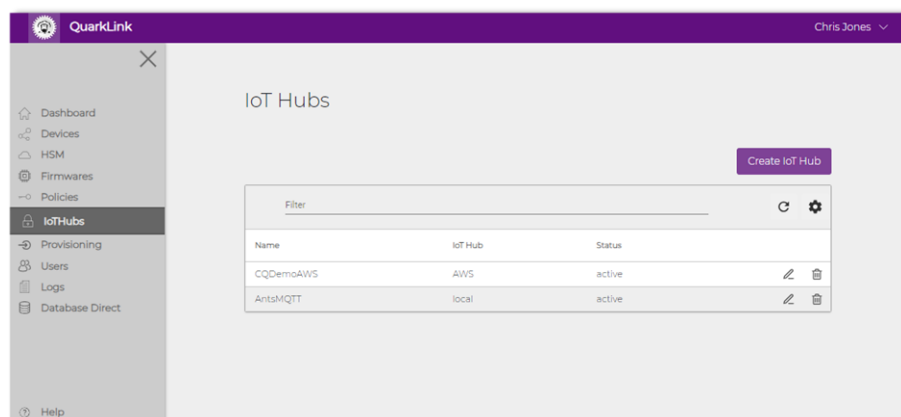 QuarkLink
Chris Jones
Dashboard
Devices
HSM
Firmwares
Policies
IoTHubs
Provisioning
Users
Logs
Database Direct
Help
IoT Hubs
Create IoT Hub
Filter
Name IoT Hub Status
CQDemoAWS AWS active
AntsMQTT local active